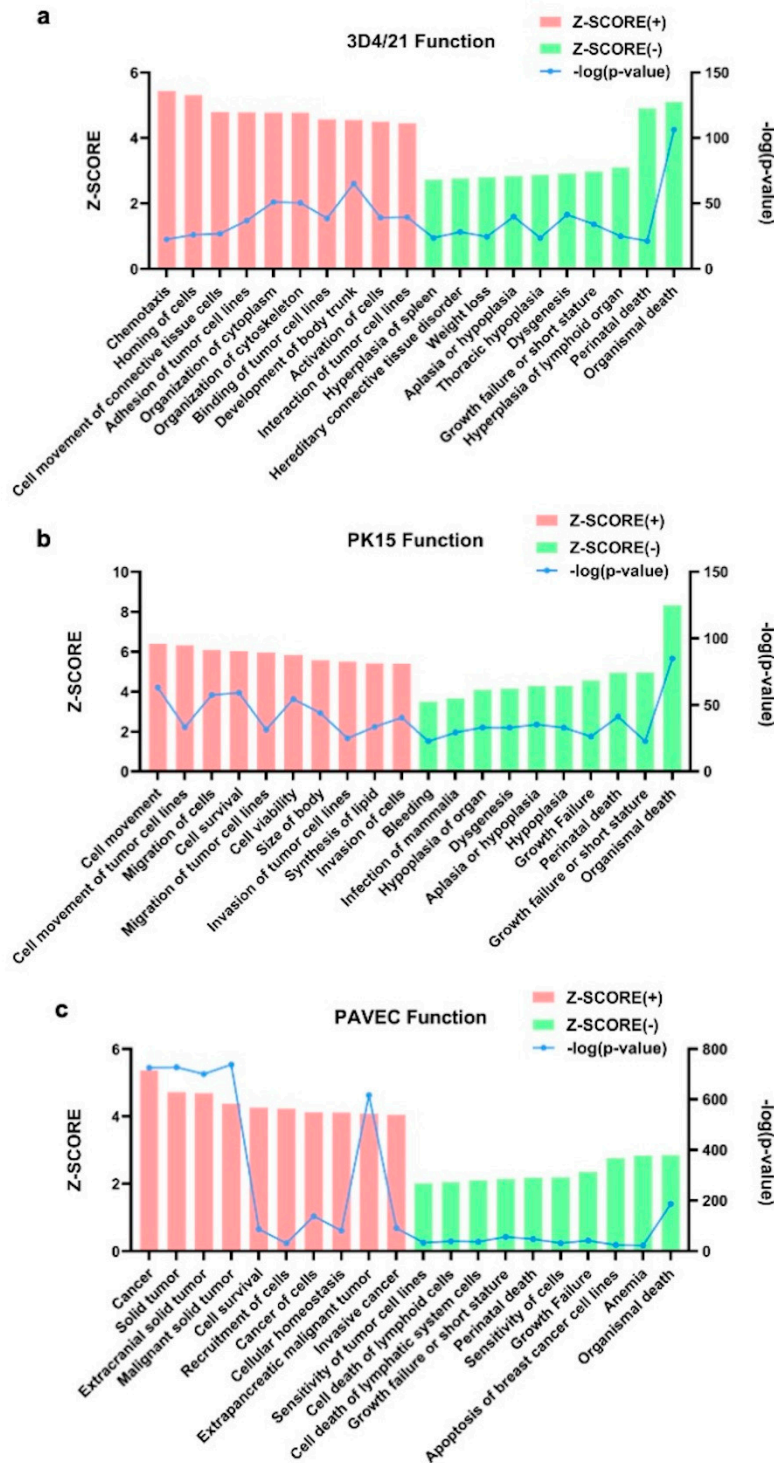 a
3D4/21 Function
Z-SCORE(+)
Z-SCORE(-)
-log(p-value)
Z-SCORE
6
4
2
0
150
100
50
0
-log(p-value)
Chemotaxis
Homing of cells
Cell movement of connective tissue cells
Adhesion of tumor cell lines
Organization of cytoplasm
Organization of cytoskeleton
Binding of tumor cell lines
Development of body trunk
Activation of cells
Interaction of tumor cell lines
Hyperplasia of spleen
Hereditary connective tissue disorder
Weight loss
Aplasia or hypoplasia
Thoracic hypoplasia
Dysgenesis
Growth failure or short stature
Hyperplasia of lymphoid organ
Perinatal death
Organismal death
b
PK15 Function
Z-SCORE(+)
Z-SCORE(-)
-log(p-value)
Z-SCORE
10
8
6
4
2
0
150
100
50
0
-log(p-value)
Cell movement
Cell movement of tumor cell lines
Migration of cells
Cell survival
Migration of tumor cell lines
Cell viability
Size of body
Invasion of tumor cell lines
Synthesis of lipid
Invasion of cells
Bleeding
Infection of mammalia
Hypoplasia of organ
Dysgenesis
Aplasia or hypoplasia
Hypoplasia
Growth Failure
Perinatal death
Growth failure or short stature
Organismal death
c
PAVEC Function
Z-SCORE(+)
Z-SCORE(-)
-log(p-value)
Z-SCORE
6
4
2
0
800
600
400
200
0
-log(p-value)
Cancer
Solid tumor
Extracranial solid tumor
Malignant solid tumor
Cell survival
Recruitment of cells
Cancer of cells
Cellular homeostasis
Extrapancreatic malignant tumor
Invasive cancer
Sensitivity of tumor cell lines
Cell death of lymphoid cells
Cell death of lymphatic system cells
Growth failure or short stature
Perinatal death
Sensitivity of cells
Growth Failure
Apoptosis of breast cancer cell lines
Anemia
Organismal death